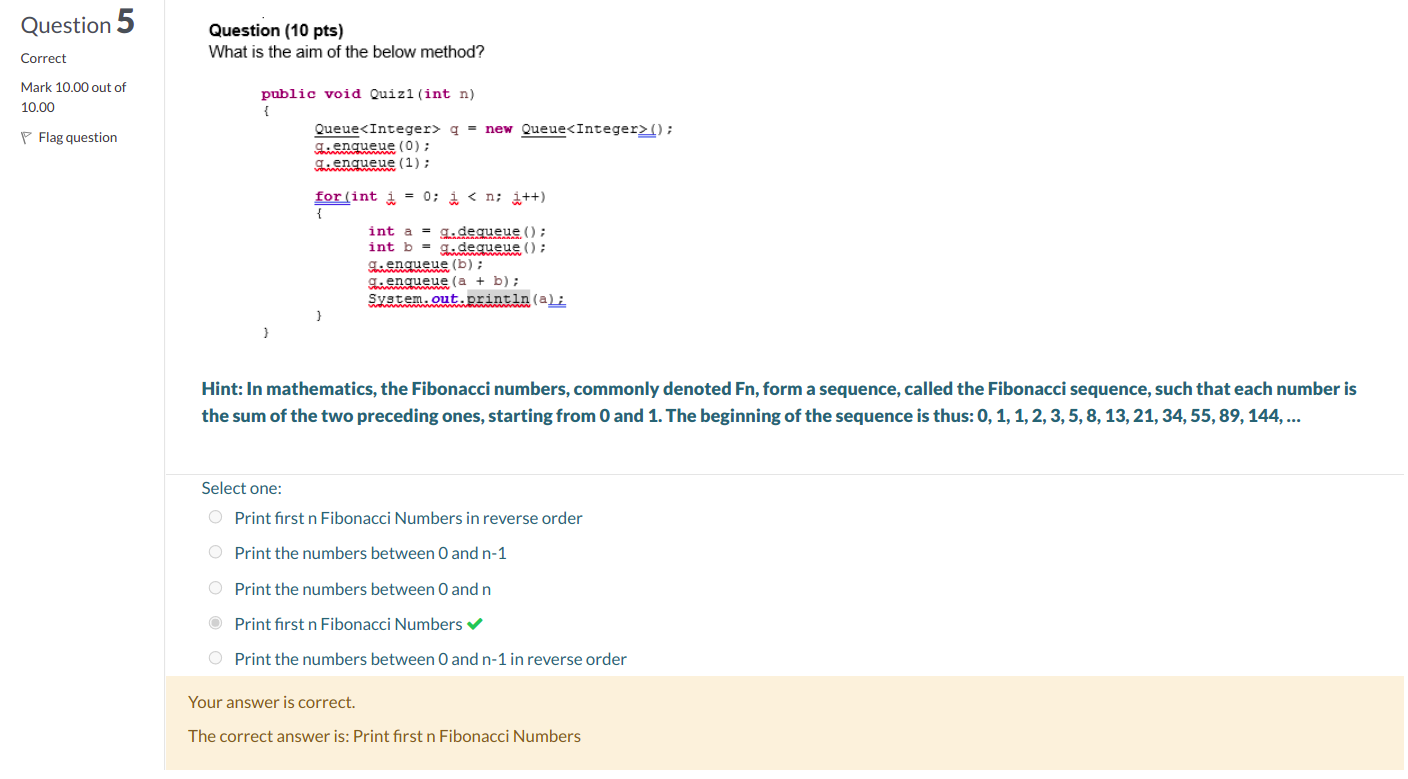 Question 5
Correct
Mark 10.00 out of
10.00
Flag question
Question (10 pts)
What is the aim of the below method?
public void Quiz1(int n)
{
Queue<Integer> q = new Queue<Integer>();
q.enqueue(0);
q.enqueue(1);
for(int i = 0; i < n; i++)
{
int a = q.dequeue();
int b = q.dequeue();
q.enqueue(b);
q.enqueue(a + b);
System.out.println(a);
}
}
Hint: In mathematics, the Fibonacci numbers, commonly denoted Fn, form a sequence, called the Fibonacci sequence, such that each number is
the sum of the two preceding ones, starting from 0 and 1. The beginning of the sequence is thus: 0, 1, 1, 2, 3, 5, 8, 13, 21, 34, 55, 89, 144, ...
Select one:
Print first n Fibonacci Numbers in reverse order
Print the numbers between 0 and n-1
Print the numbers between 0 and n
Print first n Fibonacci Numbers
Print the numbers between 0 and n-1 in reverse order
Your answer is correct.
The correct answer is: Print first n Fibonacci Numbers